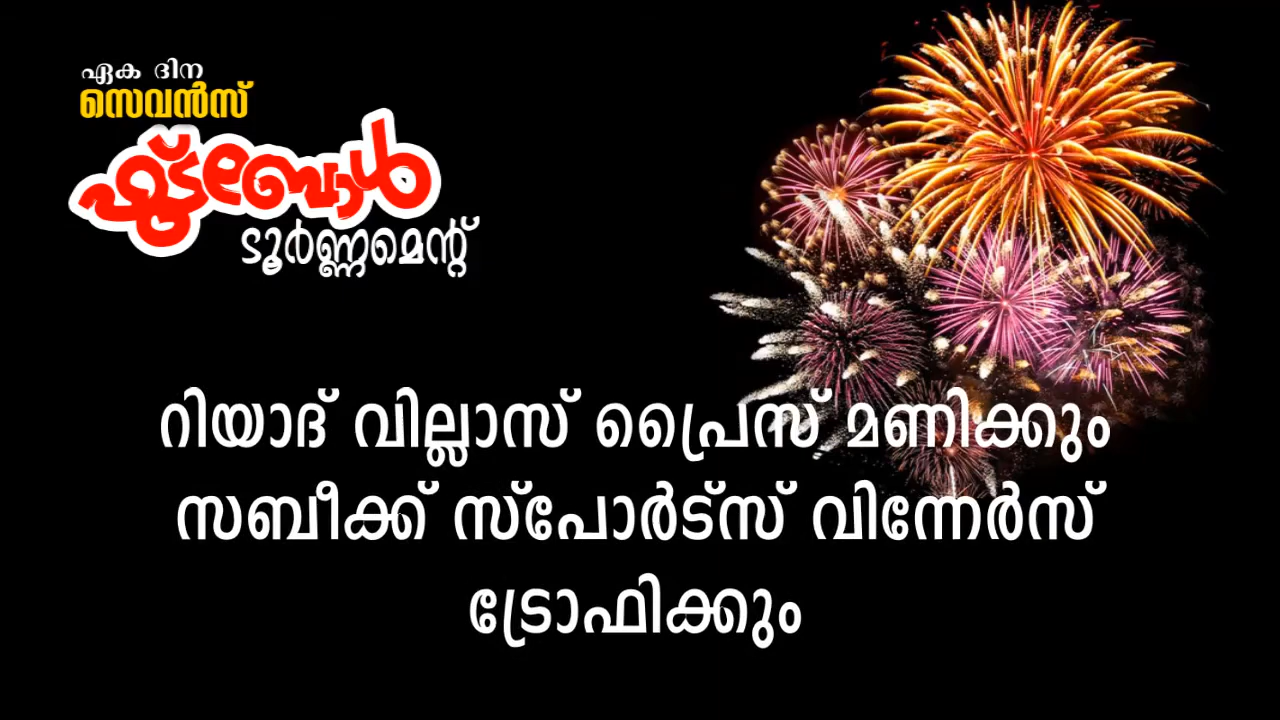 ഏക ദിന
സെവൻസ്
ഫുട്ബോൾ
ടൂർണ്ണമെന്റ്
റിയാദ് വില്ലാസ് പ്രൈസ് മണിക്കും
സബീക്ക് സ്പോർട്സ് വിന്നേർസ്
ട്രോഫിക്കും